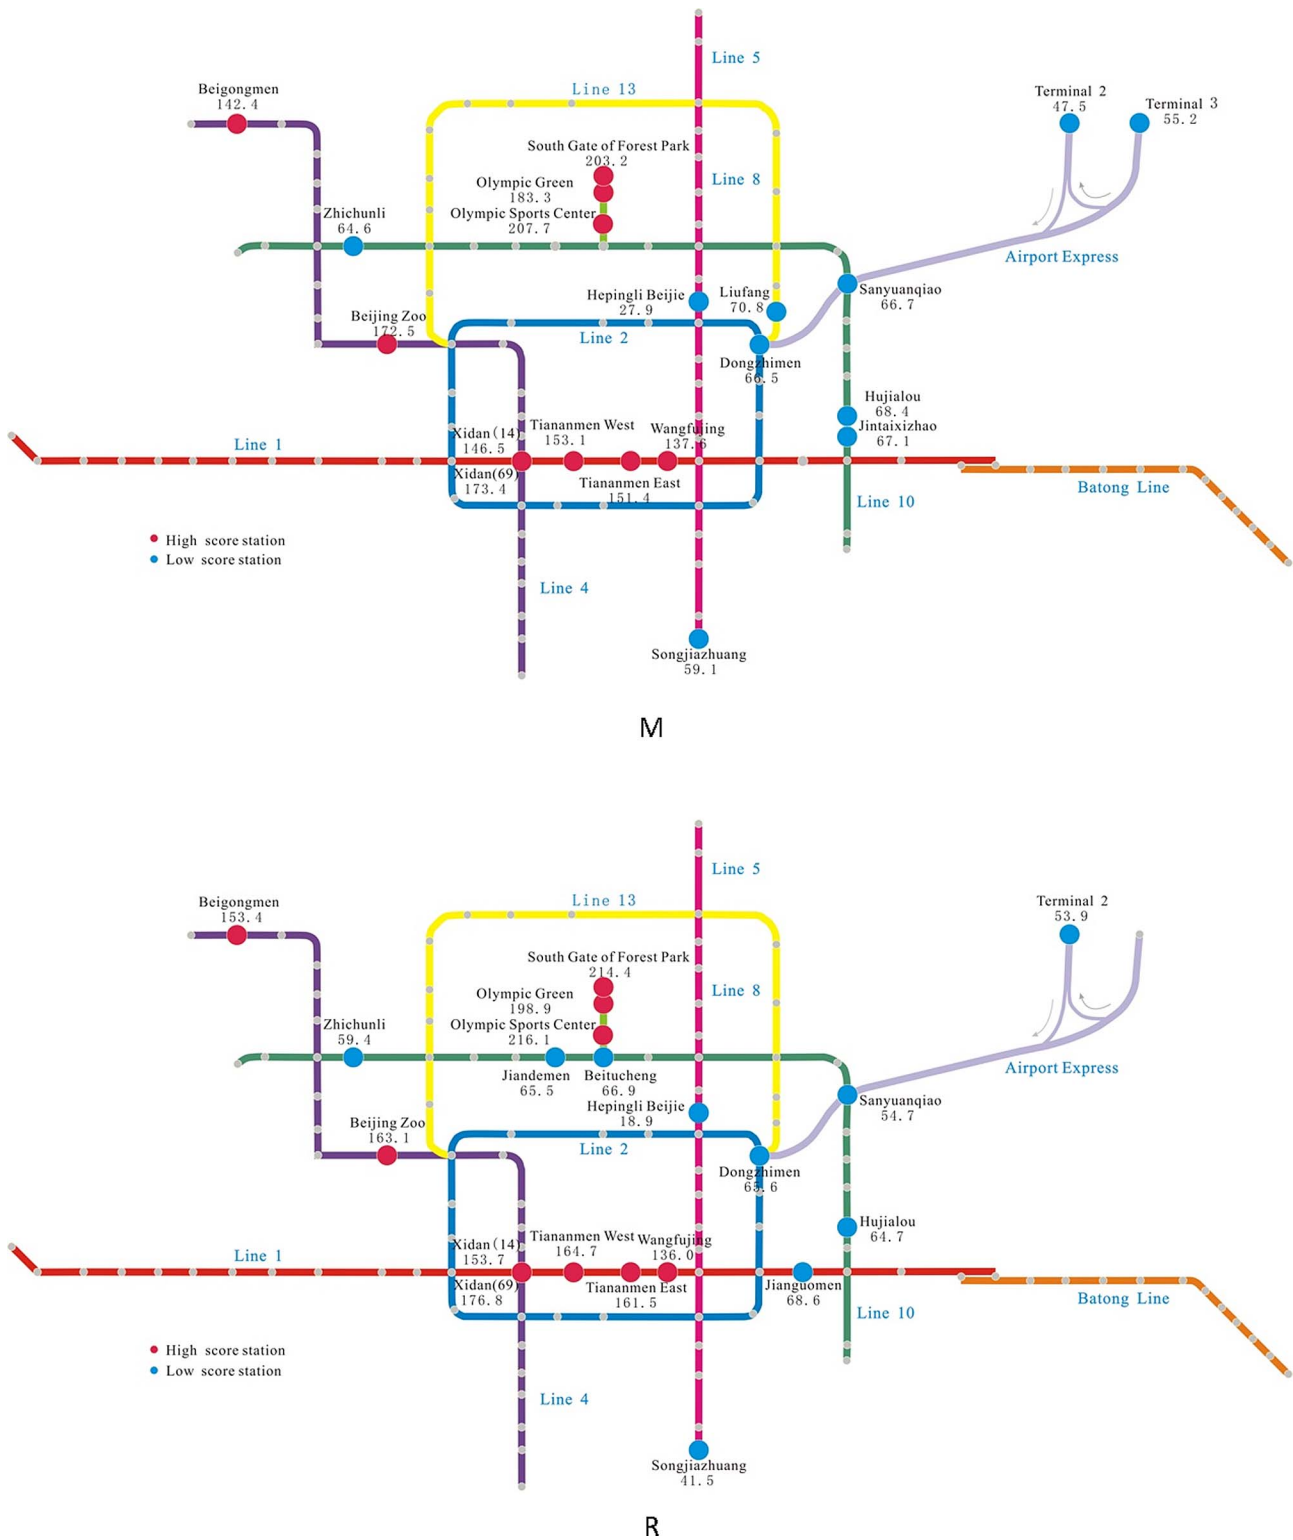 Line 5
Beigongmen
142.4
Line 13
Terminal 2
47.5
Terminal 3
55.2
South Gate of Forest Park
203.2
Line 8
Olympic Green
183.3
Zhichunli
64.6
Olympic Sports Center
207.7
Airport Express
Hepingli Beijie
27.9
Liufang
70.8
Sanyuanqiao
66.7
Beijing Zoo
172.5
Line 2
Dongzhimen
66.5
Hujialou
68.4
Jintaixizhao
67.1
Line 1
Xidan(14)
146.5
Tiananmen West
153.1
Wangfujing
137.6
Xidan(69)
173.4
Tiananmen East
151.4
Batong Line
Line 10
High score station
Low score station
Line 4
Songjiazhuang
59.1
M
Line 5
Beigongmen
153.4
Line 13
Terminal 2
53.9
South Gate of Forest Park
214.4
Line 8
Olympic Green
198.9
Zhichunli
59.4
Olympic Sports Center
216.1
Airport Express
Jiandemen
65.5
Beitucheng
66.9
Hepingli Beijie
18.9
Sanyuanqiao
54.7
Beijing Zoo
163.1
Line 2
Dongzhimen
65.6
Hujialou
64.7
Line 1
Xidan(14)
153.7
Tiananmen West
164.7
Wangfujing
136.0
Xidan(69)
176.8
Tiananmen East
161.5
Jianguomen
68.6
Batong Line
Line 10
High score station
Low score station
Line 4
Songjiazhuang
41.5
R